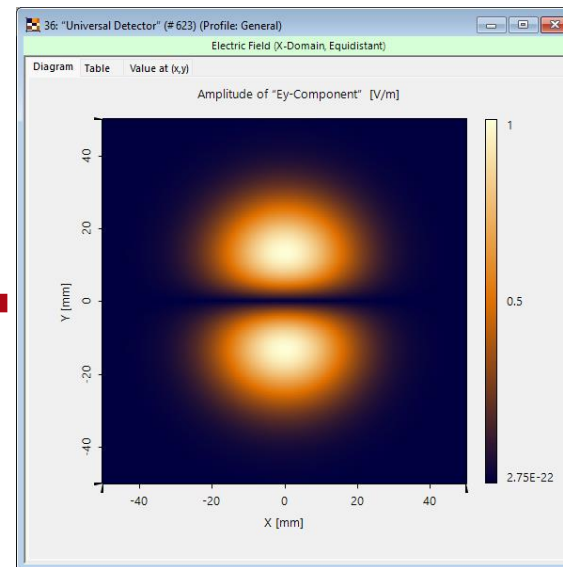 36: "Universal Detector" (# 623) (Profile: General)
Electric Field (X-Domain, Equidistant)
Diagram Table Value at (x,y)
Amplitude of "Ey-Component" [V/m]
40
20
0
-20
-40
Y [mm]
-40 -20 0 20 40
X [mm]
1
0.5
2.75E-22